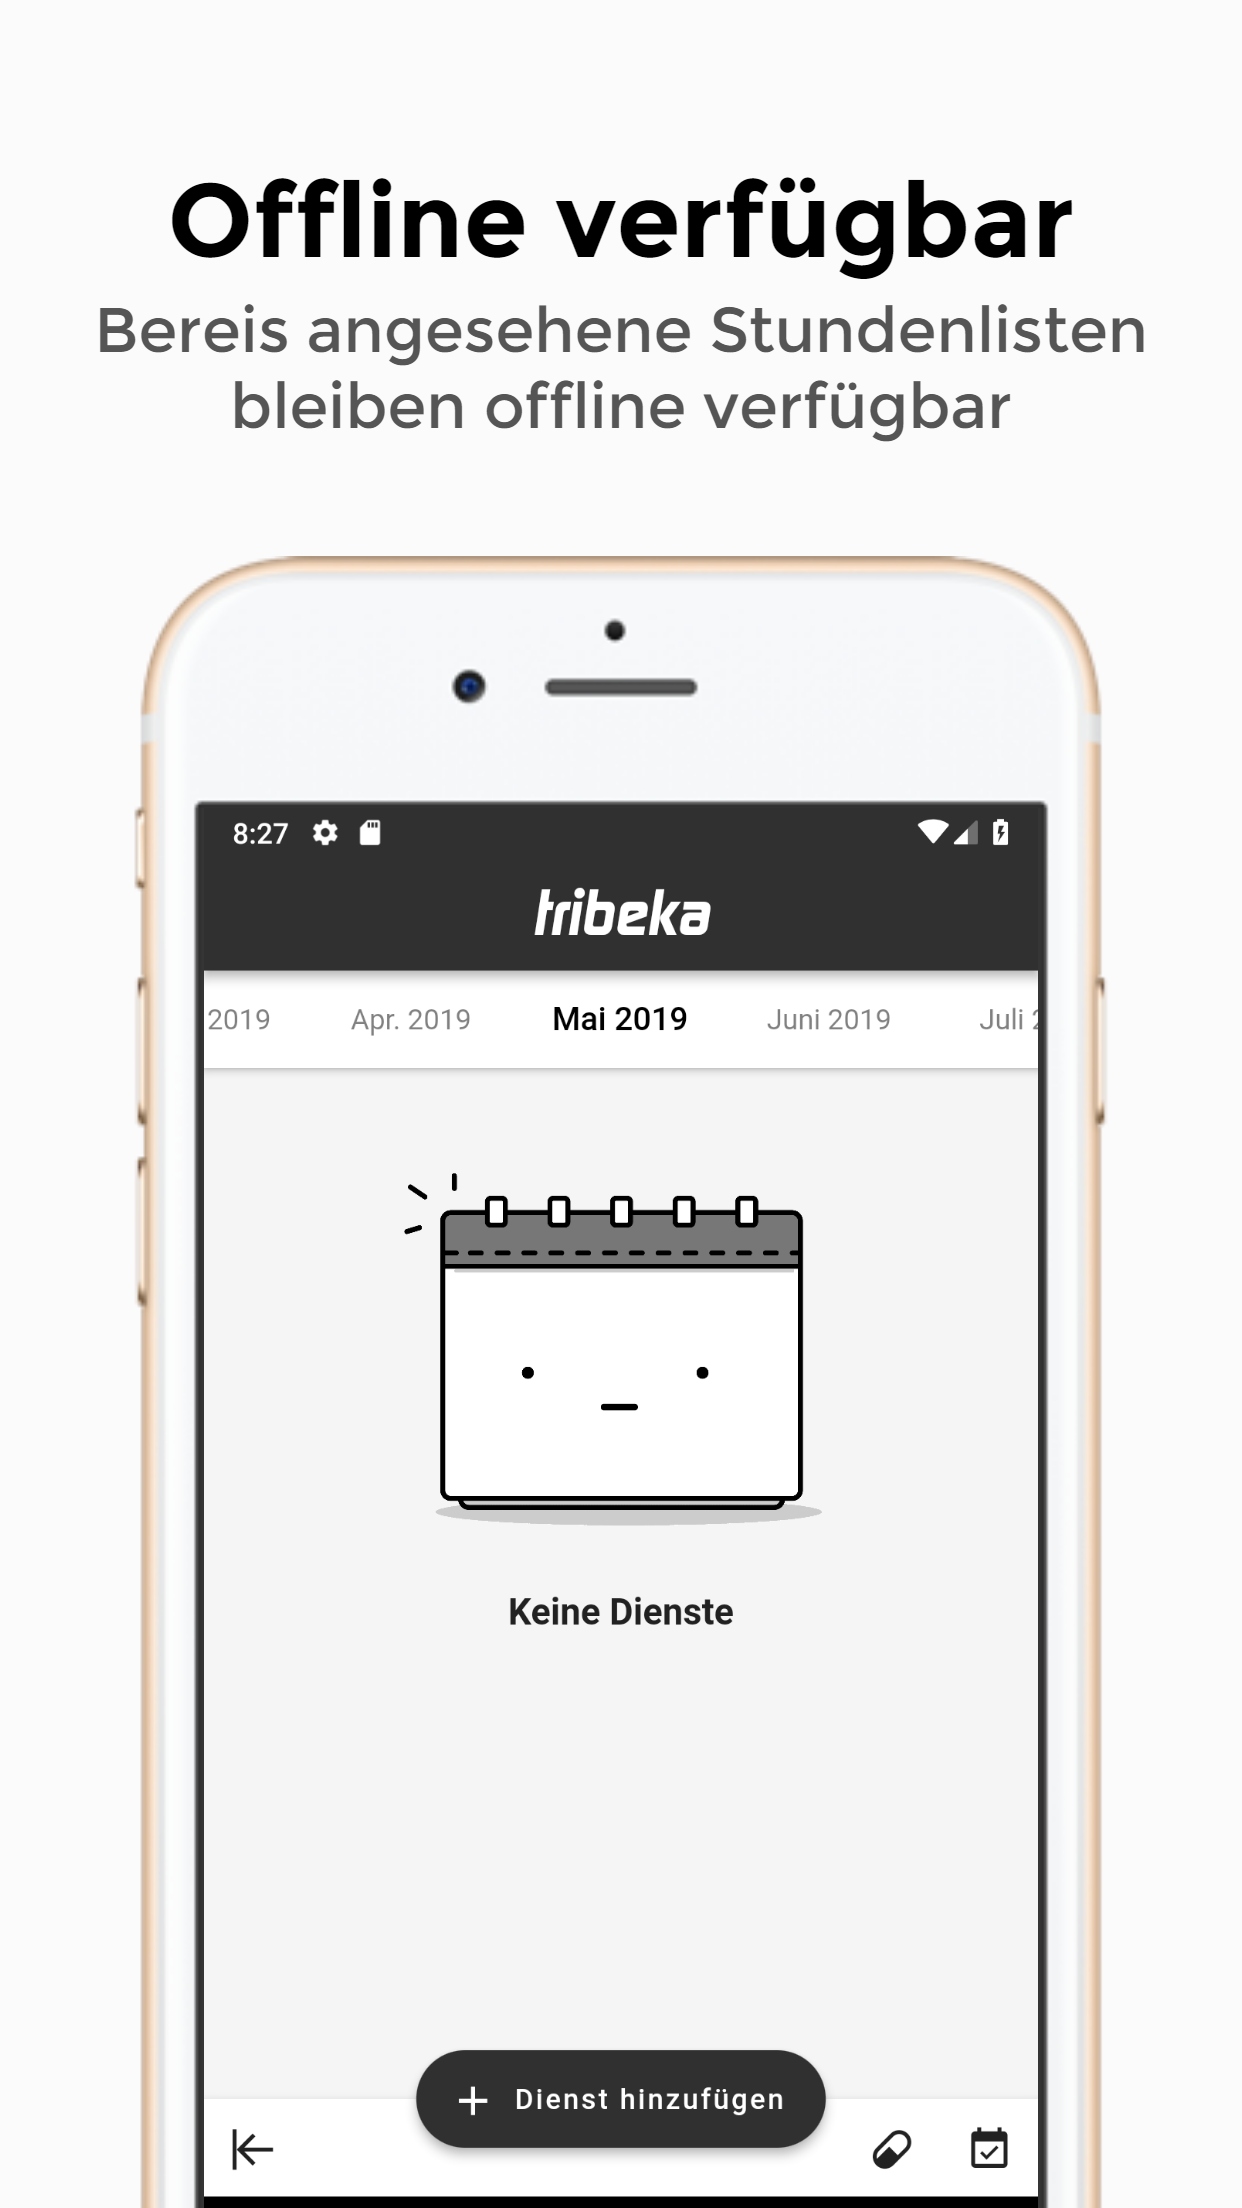 Offline verfügbar
Bereis angesehene Stundenlisten
bleiben offline verfügbar
8:27
tribeka
2019 Apr. 2019 Mai 2019 Juni 2019 Juli
Keine Dienste
+ Dienst hinzufügen